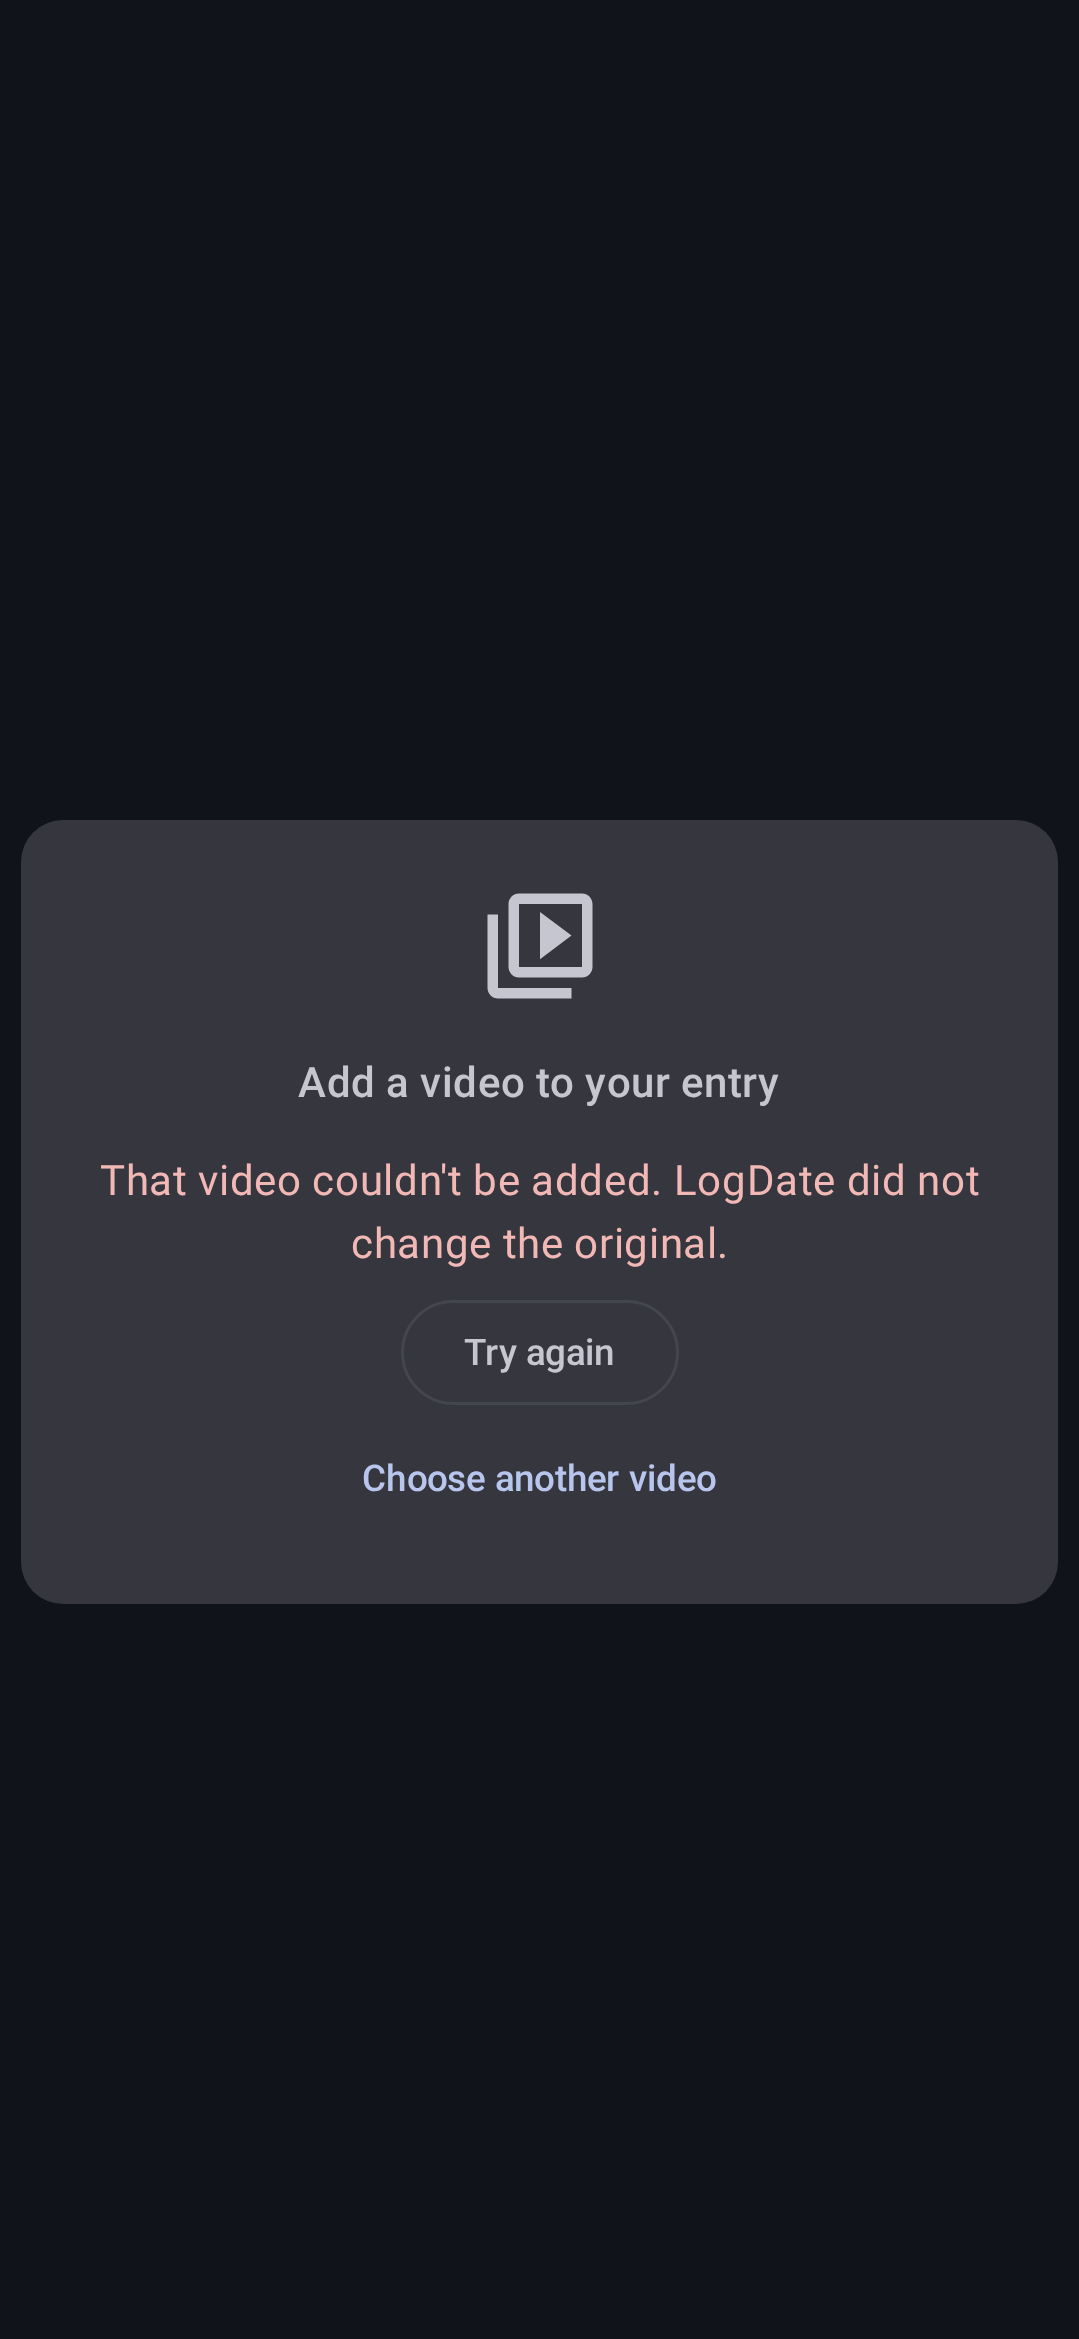 Add a video to your entry
That video couldn't be added. LogDate did not
change the original.
Try again
Choose another video